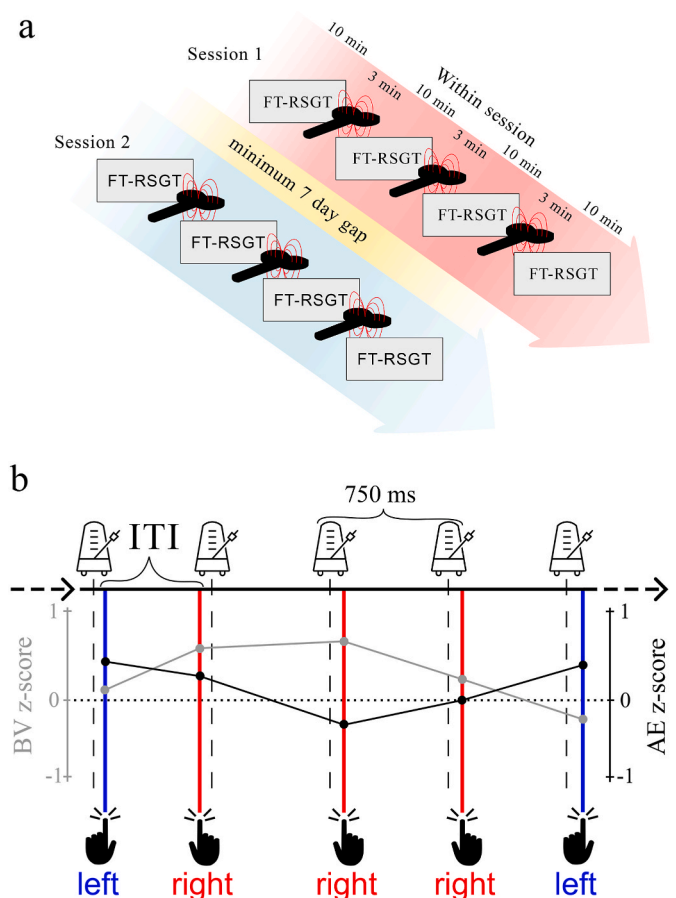 a
Session 1
Session 2
Within session
10 min
3 min
10 min
3 min
10 min
3 min
10 min
minimum 7 day gap
FT-RSGT
FT-RSGT
FT-RSGT
FT-RSGT
FT-RSGT
FT-RSGT
FT-RSGT
FT-RSGT
b
750 ms
ITI
1
0
-1
BV z-score
1
0
-1
AE z-score
left
right
right
right
left